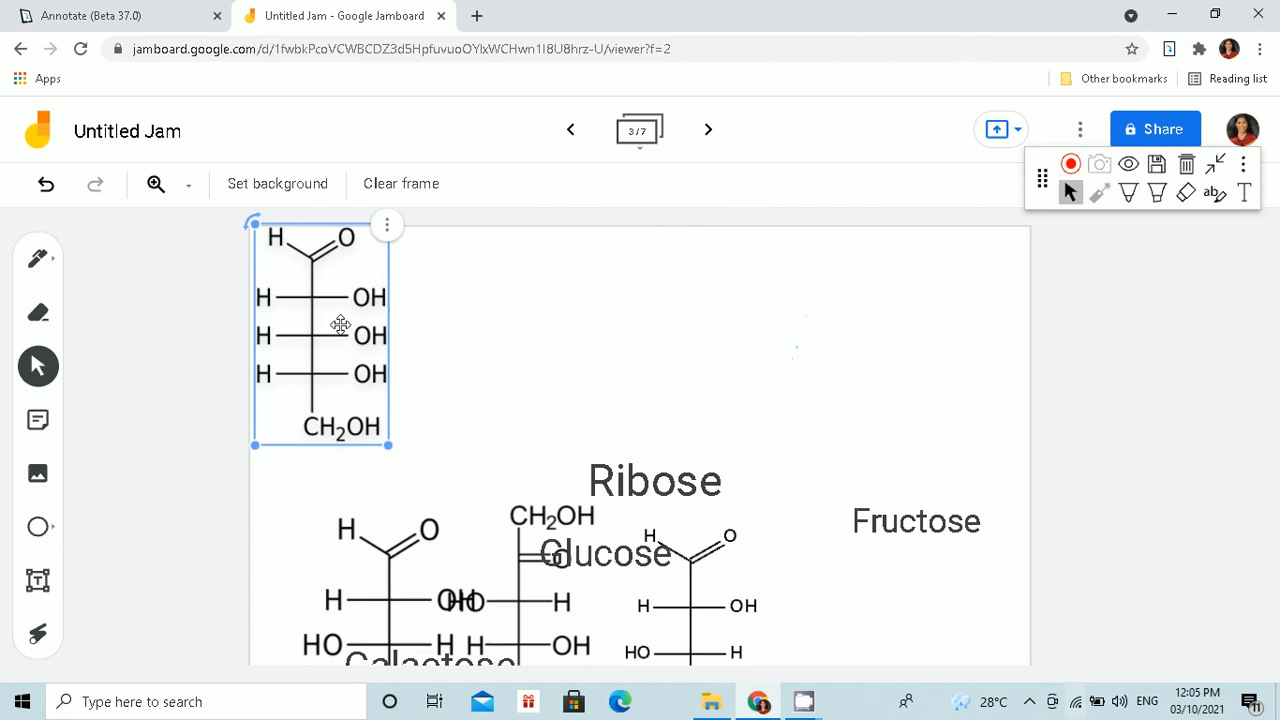 Annotate (Beta 37.0)
Untitled Jam - Google Jamboard
jamboard.google.com/d/1fwbkPcoVCWBCDZ3d5HpfuvuoOYlxWCHwn1I8U8hrz-U/viewer?f=2
Apps
Other bookmarks
Reading list
Untitled Jam
3/7
Share
Set background
Clear frame
ab
T
H O
H OH
H OH
H OH
CH2OH
Ribose
Fructose
Glucose
H O
CH2OH
O
H O
H OH
HO H
H OH
HO H
H OH
HO H
Galactose
Type here to search
28°C
ENG
12:05 PM
03/10/2021